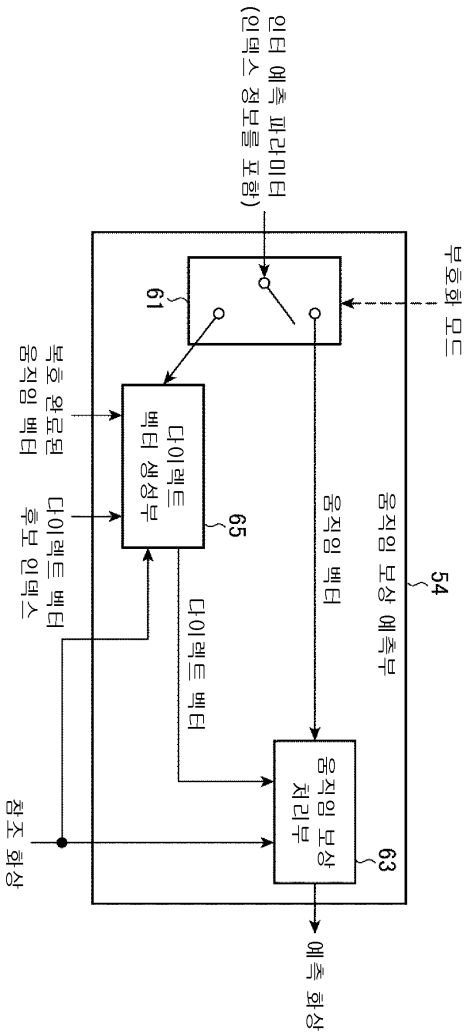 부호화 모드
54
움직임 보상 예측부
인터 예측 파라미터
(인덱스 정보를 포함)
61
움직임 벡터
63
움직임 보상
처리부
예측 화상
65
다이렉트
벡터 생성부
다이렉트 벡터
복호 완료된
움직임 벡터
다이렉트 벡터
후보 인덱스
참조 화상